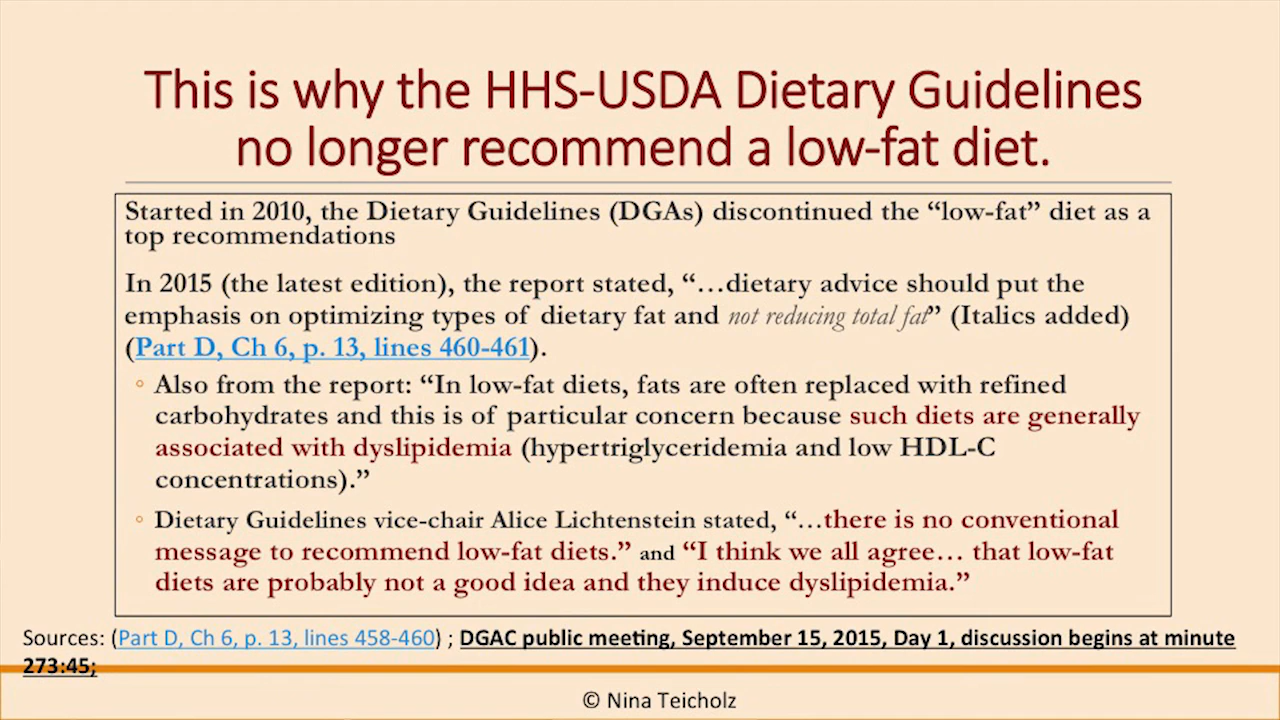 This is why the HHS-USDA Dietary Guidelines
no longer recommend a low-fat diet.
Started in 2010, the Dietary Guidelines (DGAs) discontinued the “low-fat” diet as a
top recommendations
In 2015 (the latest edition), the report stated, “…dietary advice should put the
emphasis on optimizing types of dietary fat and not reducing total fat” (Italics added)
(Part D, Ch 6, p. 13, lines 460-461).
◦ Also from the report: “In low-fat diets, fats are often replaced with refined
carbohydrates and this is of particular concern because such diets are generally
associated with dyslipidemia (hypertriglyceridemia and low HDL-C
concentrations).”
◦ Dietary Guidelines vice-chair Alice Lichtenstein stated, “…there is no conventional
message to recommend low-fat diets.” and “I think we all agree… that low-fat
diets are probably not a good idea and they induce dyslipidemia.”
Sources: (Part D, Ch 6, p. 13, lines 458-460) ; DGAC public meeting, September 15, 2015, Day 1, discussion begins at minute
273:45;
© Nina Teicholz